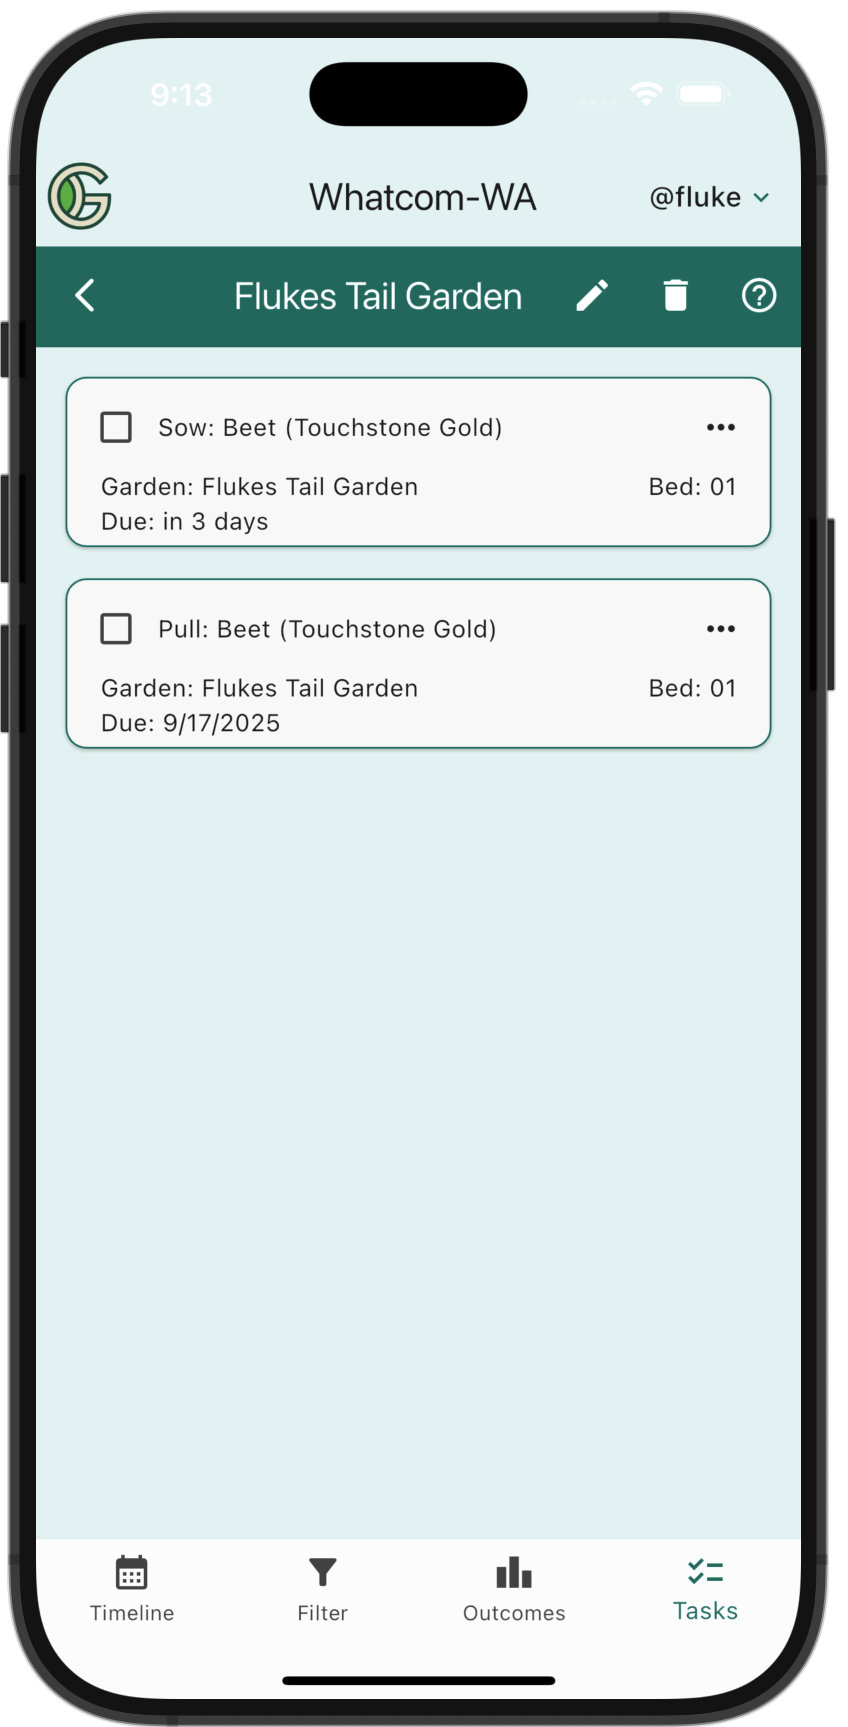 9:13
Whatcom-WA
@fluke
Flukes Tail Garden
Sow: Beet (Touchstone Gold)
Garden: Flukes Tail Garden
Bed: 01
Due: in 3 days
Pull: Beet (Touchstone Gold)
Garden: Flukes Tail Garden
Bed: 01
Due: 9/17/2025
Timeline
Filter
Outcomes
Tasks